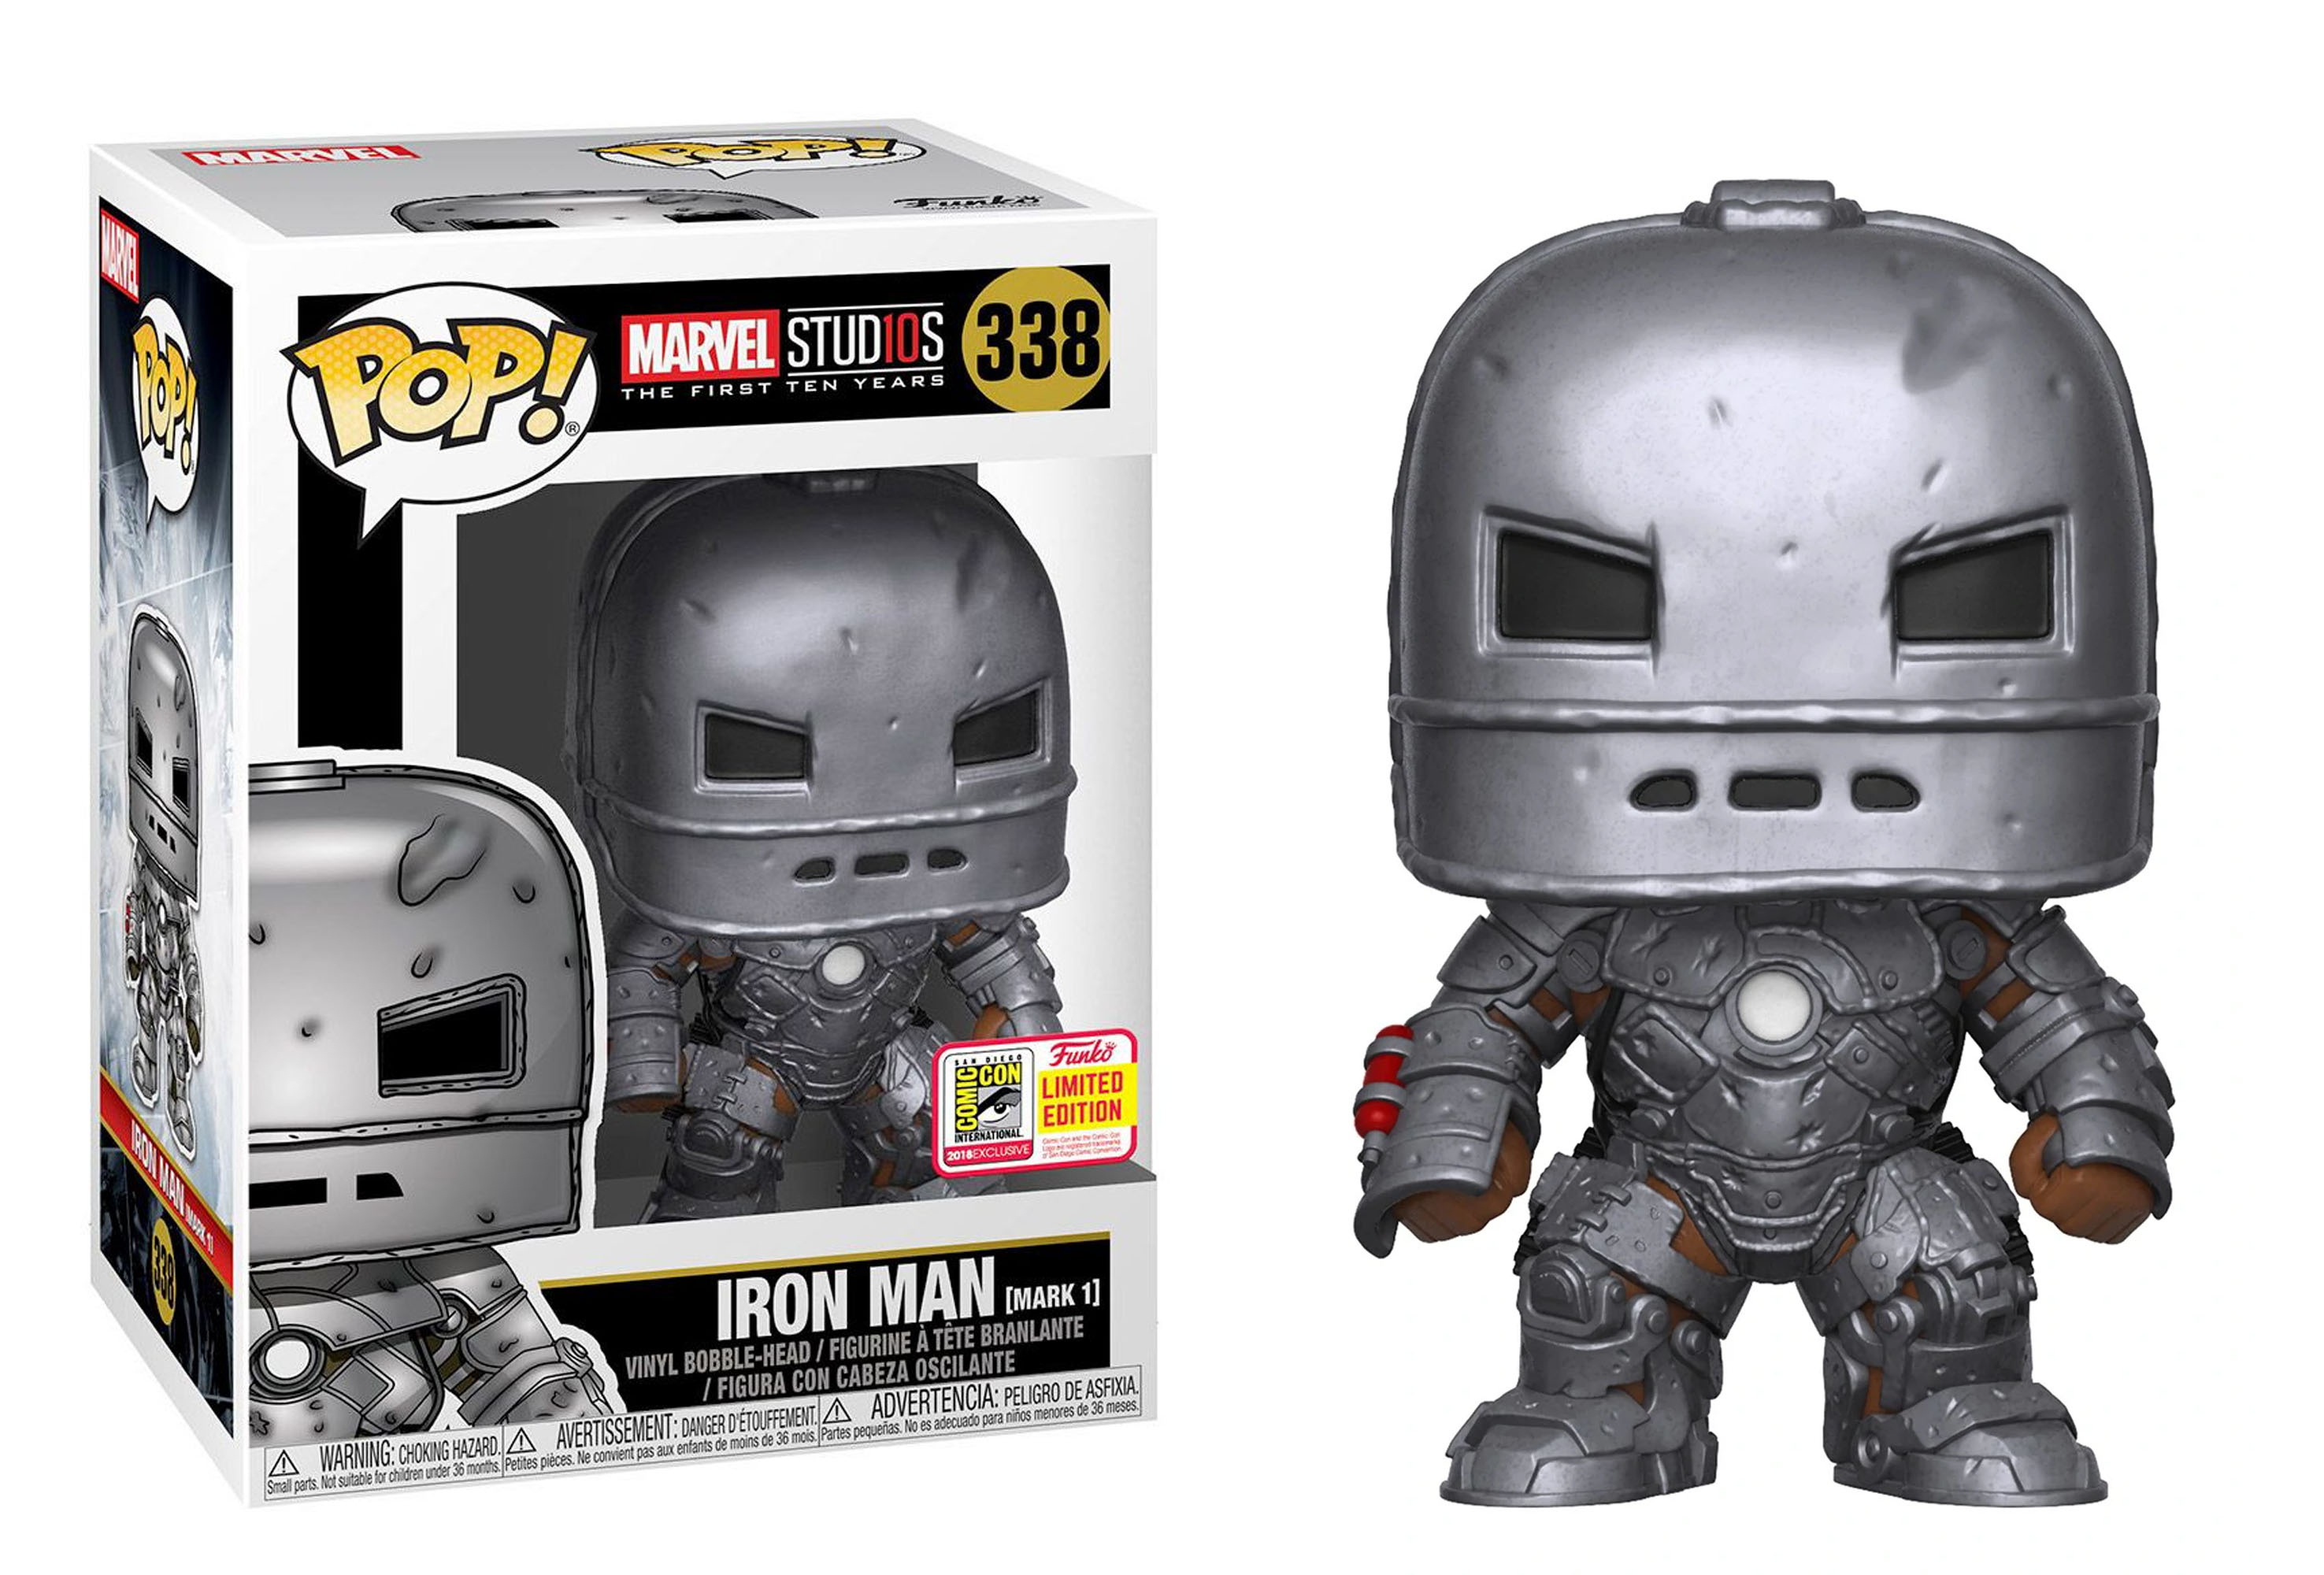 MARVEL
POP!
Funko
MARVEL
POP!
IRON MAN [MARK 1]
338
POP!®
MARVEL STUD10S
THE FIRST TEN YEARS
338
SAN DIEGO
COMIC CON
INTERNATIONAL
2018 EXCLUSIVE
Funko
LIMITED
EDITION
IRON MAN [MARK 1]
VINYL BOBBLE-HEAD / FIGURINE À TÊTE BRANLANTE
/ FIGURA CON CABEZA OSCILANTE
WARNING: CHOKING HAZARD.
Small parts. Not suitable for children under 36 months.
AVERTISSEMENT: DANGER D'ÉTOUFFEMENT.
Petites pièces. Ne convient pas aux enfants de moins de 36 mois.
ADVERTENCIA: PELIGRO DE ASFIXIA.
Partes pequeñas. No es adecuado para niños menores de 36 meses.